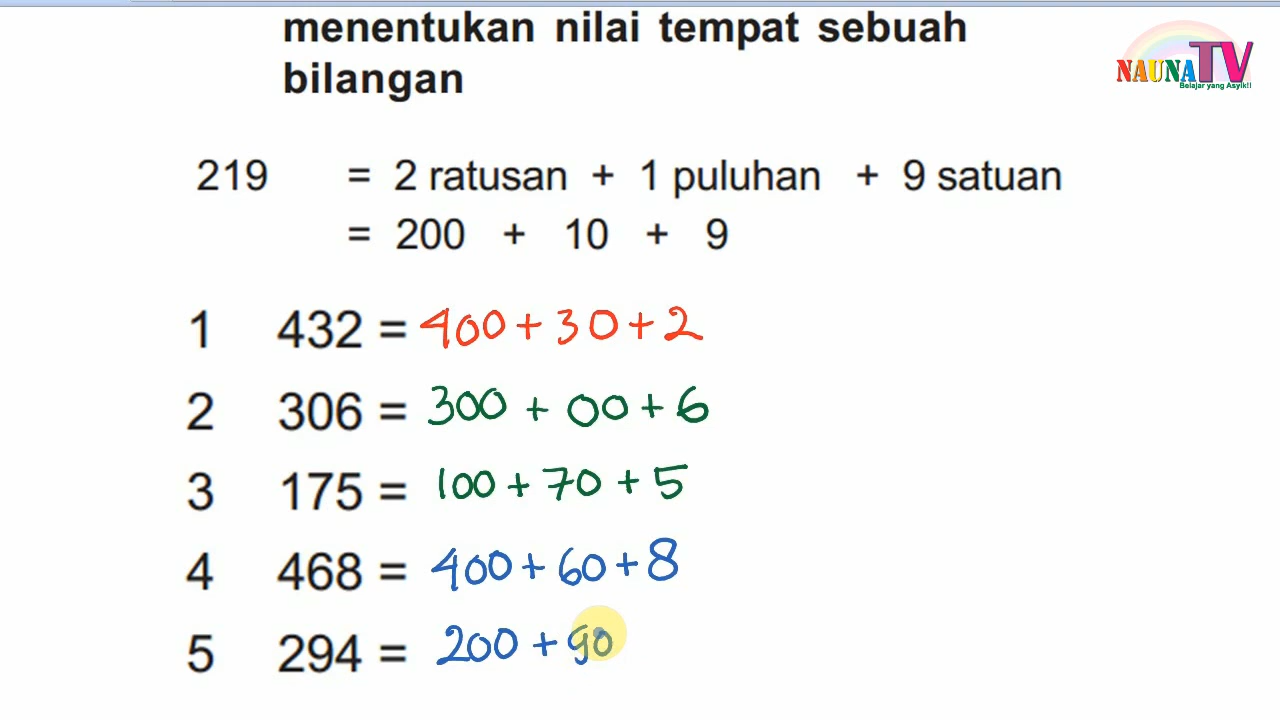 menentukan nilai tempat sebuah
bilangan
NAUNA TV
Belajar yang Asyik!!
219 = 2 ratusan + 1 puluhan + 9 satuan
= 200 + 10 + 9
1 432 = 400 + 30 + 2
2 306 = 300 + 00 + 6
3 175 = 100 + 70 + 5
4 468 = 400 + 60 + 8
5 294 = 200 + 90